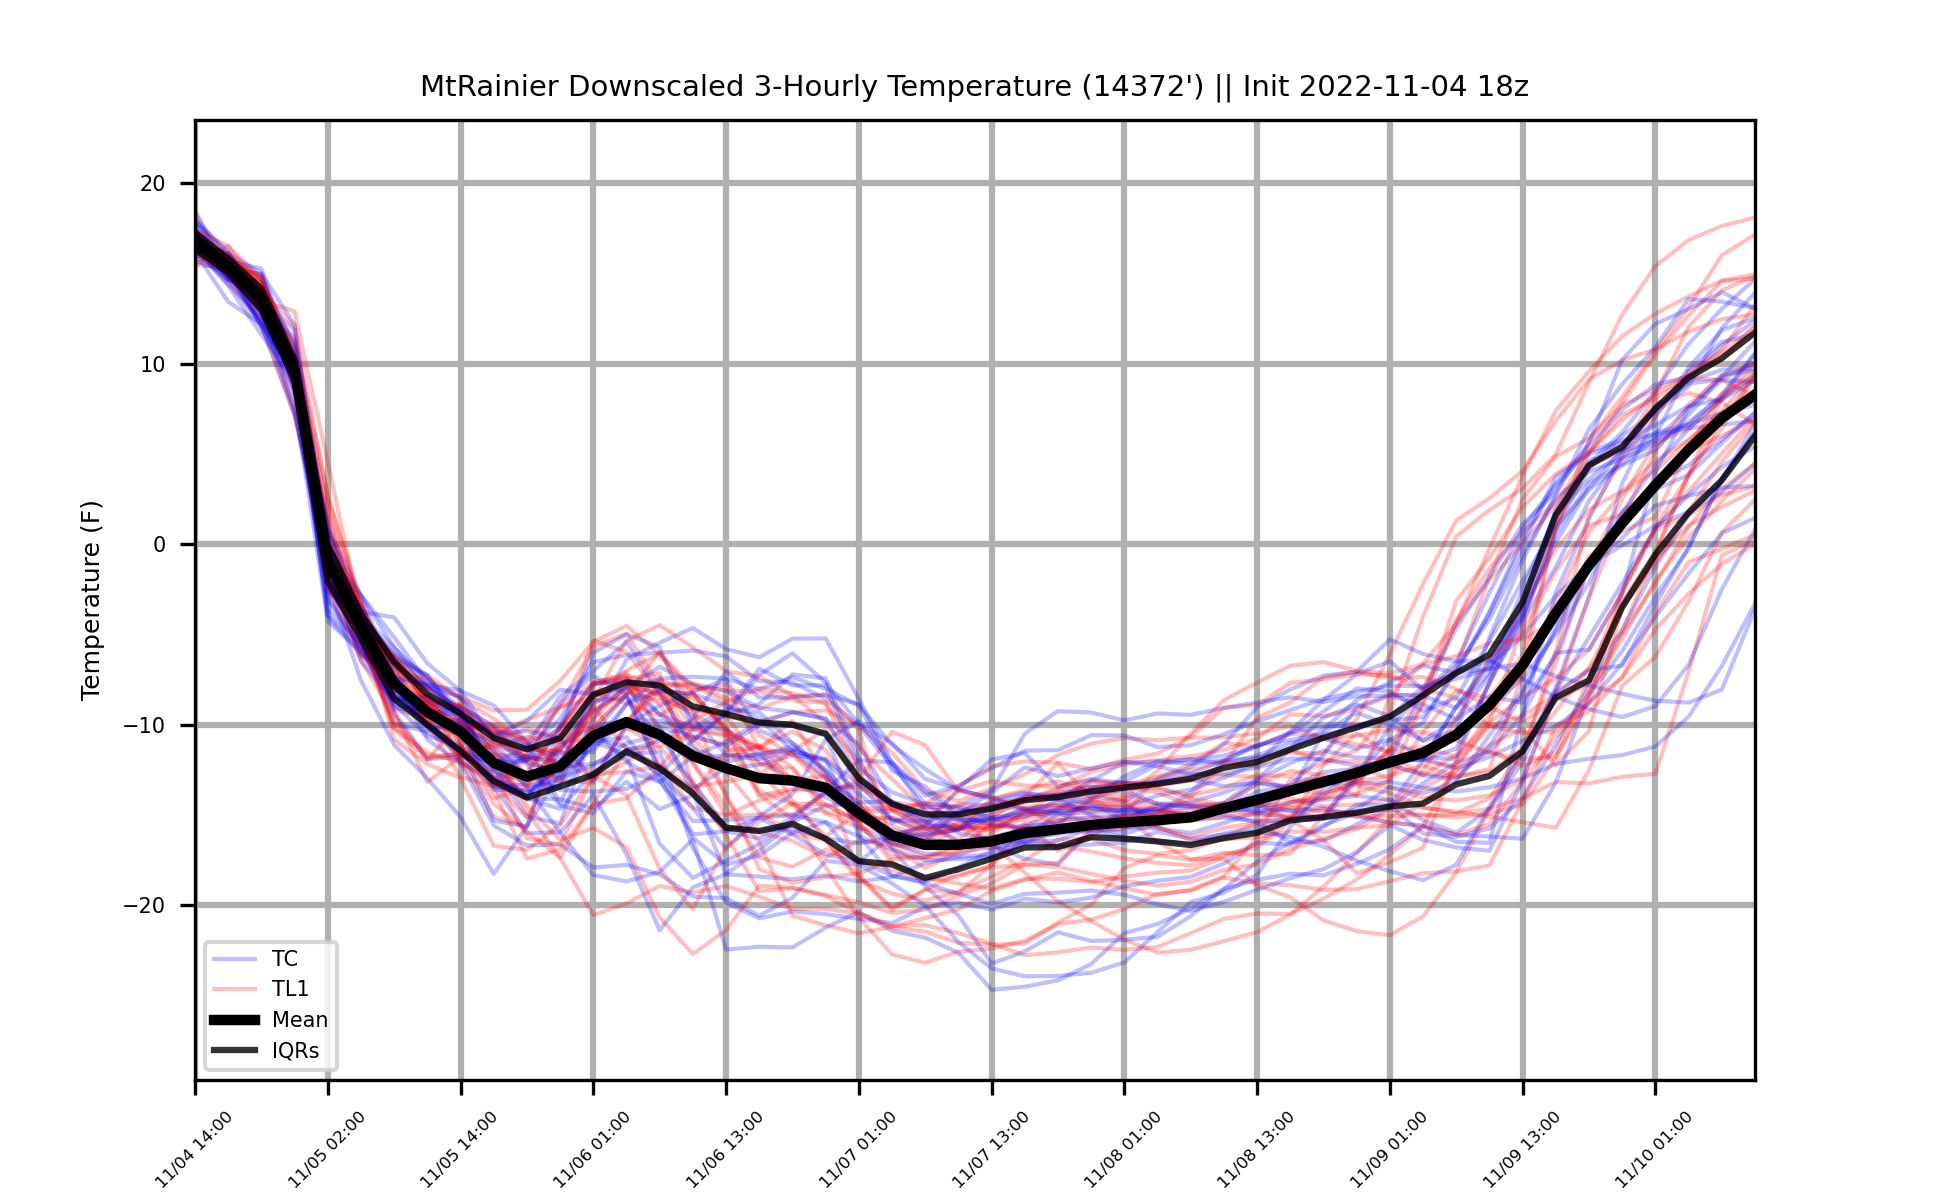 MtRainier Downscaled 3-Hourly Temperature (14372') || Init 2022-11-04 18z
Temperature (F)
20
10
0
−10
−20
TC
TL1
Mean
IQRs
11/04 14:00
11/05 02:00
11/05 14:00
11/06 01:00
11/06 13:00
11/07 01:00
11/07 13:00
11/08 01:00
11/08 13:00
11/09 01:00
11/09 13:00
11/10 01:00